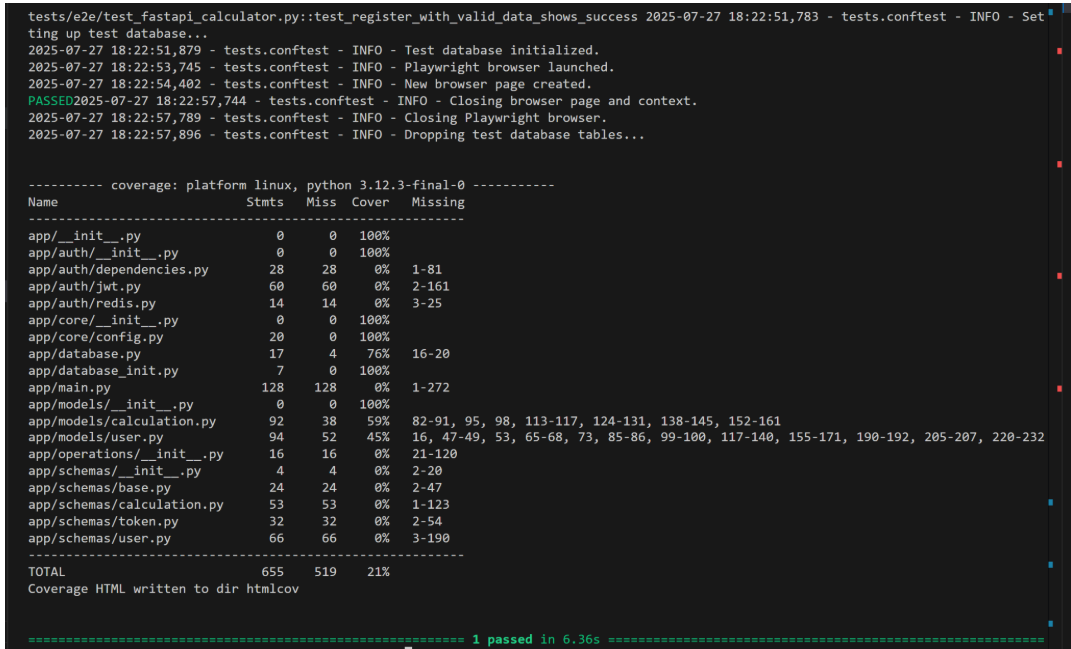 tests/e2e/test_fastapi_calculator.py::test_register_with_valid_data_shows_success 2025-07-27 18:22:51,783 - tests.conftest - INFO - Set
ting up test database...
2025-07-27 18:22:51,879 - tests.conftest - INFO - Test database initialized.
2025-07-27 18:22:53,745 - tests.conftest - INFO - Playwright browser launched.
2025-07-27 18:22:54,402 - tests.conftest - INFO - New browser page created.
PASSED2025-07-27 18:22:57,744 - tests.conftest - INFO - Closing browser page and context.
2025-07-27 18:22:57,789 - tests.conftest - INFO - Closing Playwright browser.
2025-07-27 18:22:57,896 - tests.conftest - INFO - Dropping test database tables...
---------- coverage: platform linux, python 3.12.3-final-0 -----------
Name                         Stmts   Miss  Cover   Missing
----------------------------------------------------------
app/__init__.py                  0      0   100%
app/auth/__init__.py             0      0   100%
app/auth/dependencies.py        28     28     0%   1-81
app/auth/jwt.py                 60     60     0%   2-161
app/auth/redis.py               14     14     0%   3-25
app/core/__init__.py             0      0   100%
app/core/config.py              20      0   100%
app/database.py                 17      4    76%   16-20
app/database_init.py             7      0   100%
app/main.py                    128    128     0%   1-272
app/models/__init__.py           0      0   100%
app/models/calculation.py       92     38    59%   82-91, 95, 98, 113-117, 124-131, 138-145, 152-161
app/models/user.py              94     52    45%   16, 47-49, 53, 65-68, 73, 85-86, 99-100, 117-140, 155-171, 190-192, 205-207, 220-232
app/operations/__init__.py      16     16     0%   21-120
app/schemas/__init__.py          4      4     0%   2-20
app/schemas/base.py             24     24     0%   2-47
app/schemas/calculation.py      53     53     0%   1-123
app/schemas/token.py            32     32     0%   2-54
app/schemas/user.py             66     66     0%   3-190
----------------------------------------------------------
TOTAL                          655    519    21%
Coverage HTML written to dir htmlcov
========================================================== 1 passed in 6.36s ==========================================================